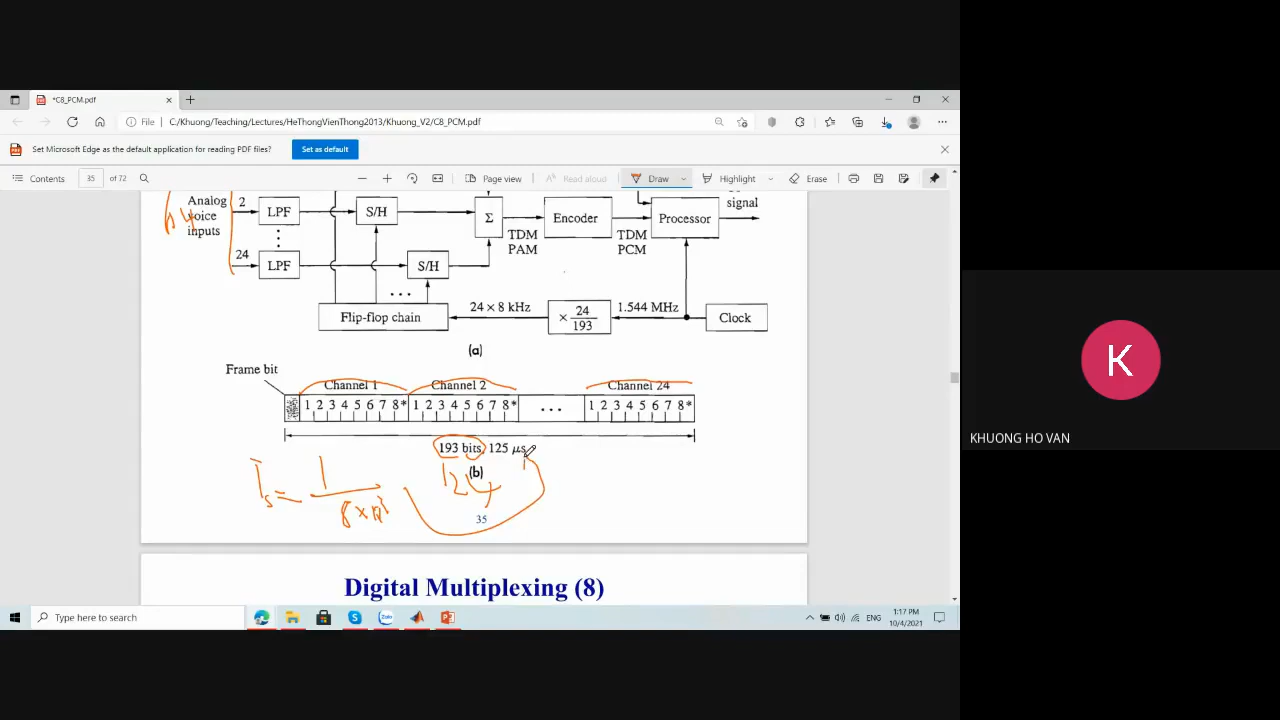 *C8_PCM.pdf
File | C:/Khuong/Teaching/Lectures/HeThongVienThong2013/Khuong_V2/C8_PCM.pdf
Set Microsoft Edge as the default application for reading PDF files? Set as default
Contents 35 of 72 Page view Read aloud Draw Highlight Erase
Analog
voice
inputs
2 LPF S/H
24 LPF S/H
Σ
TDM
PAM
Encoder
TDM
PCM
Processor
signal
Flip-flop chain
24 × 8 kHz
× 24/193
1.544 MHz
Clock
(a)
Frame bit
Channel 1 Channel 2 Channel 24
1 2 3 4 5 6 7 8* 1 2 3 4 5 6 7 8* ... 1 2 3 4 5 6 7 8*
193 bits, 125 μs
(b)
35
Digital Multiplexing (8)
K
KHUONG HO VAN
Type here to search
ENG
1:17 PM
10/4/2021